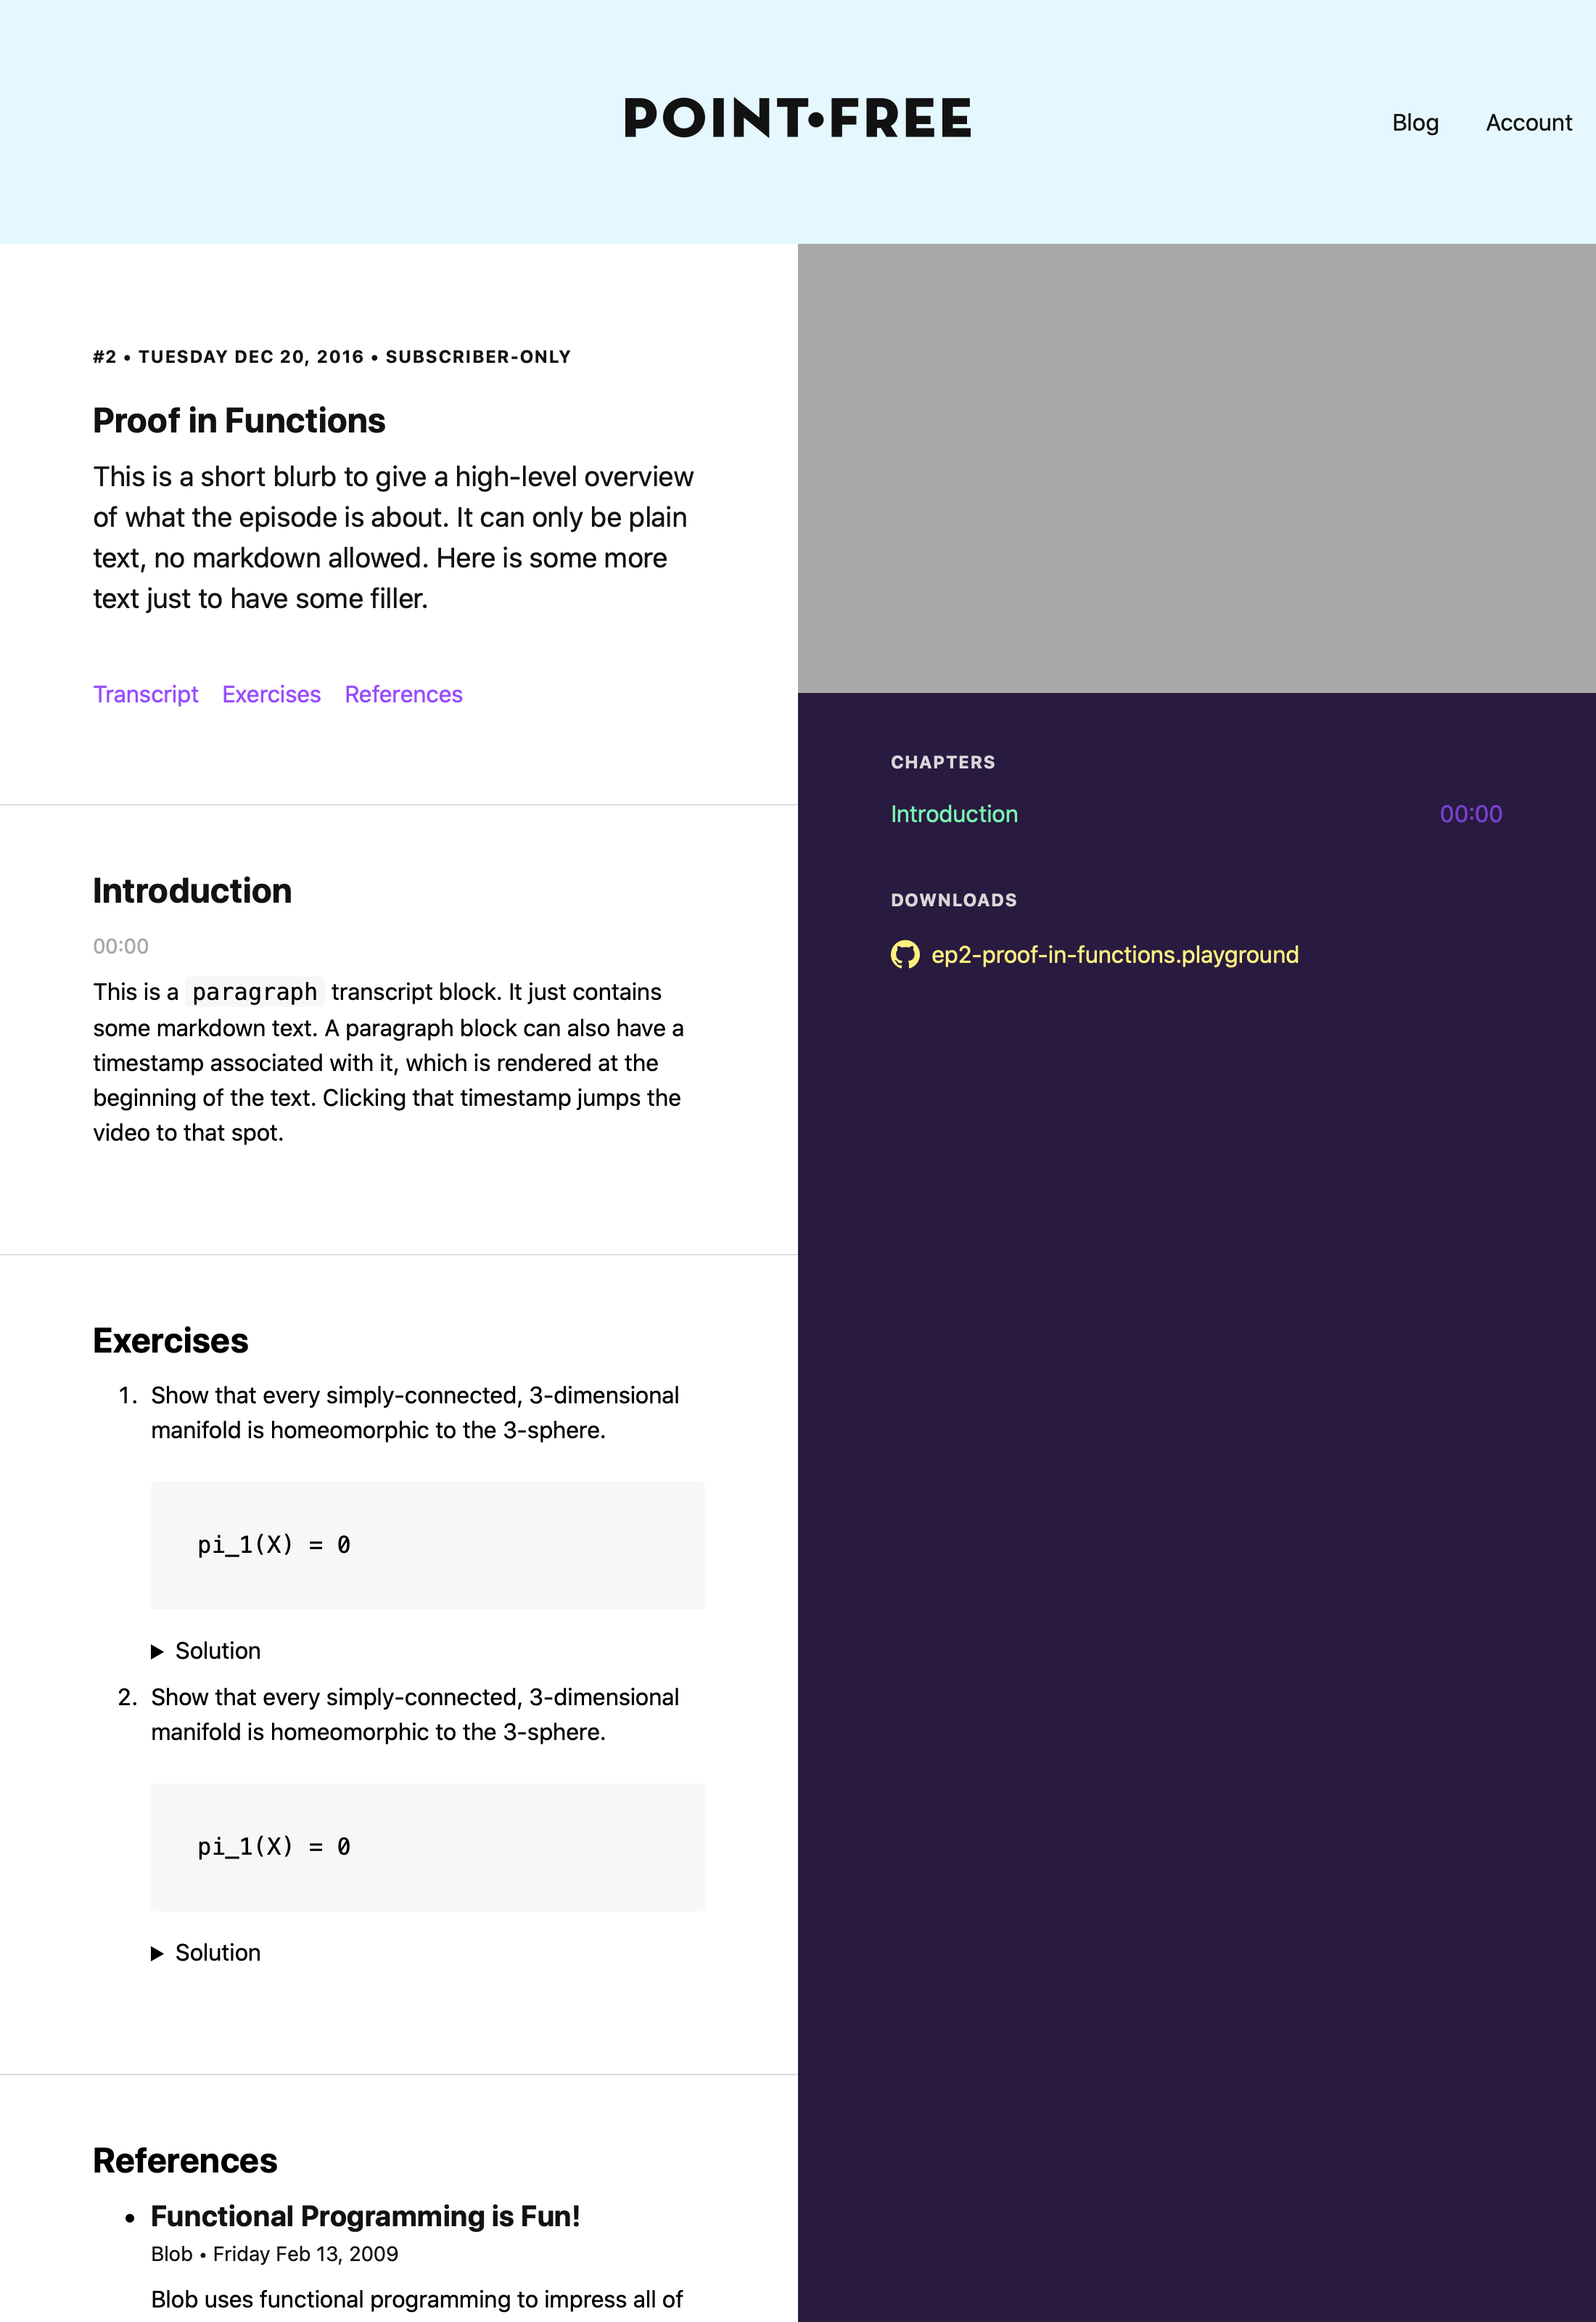 POINT•FREE
Blog Account
#2 • TUESDAY DEC 20, 2016 • SUBSCRIBER-ONLY
Proof in Functions
This is a short blurb to give a high-level overview
of what the episode is about. It can only be plain
text, no markdown allowed. Here is some more
text just to have some filler.
Transcript Exercises References
Introduction
00:00
This is a paragraph transcript block. It just contains
some markdown text. A paragraph block can also have a
timestamp associated with it, which is rendered at the
beginning of the text. Clicking that timestamp jumps the
video to that spot.
Exercises
1. Show that every simply-connected, 3-dimensional
manifold is homeomorphic to the 3-sphere.
pi_1(X) = 0
Solution
2. Show that every simply-connected, 3-dimensional
manifold is homeomorphic to the 3-sphere.
pi_1(X) = 0
Solution
References
• Functional Programming is Fun!
Blob • Friday Feb 13, 2009
Blob uses functional programming to impress all of
CHAPTERS
Introduction 00:00
DOWNLOADS
ep2-proof-in-functions.playground